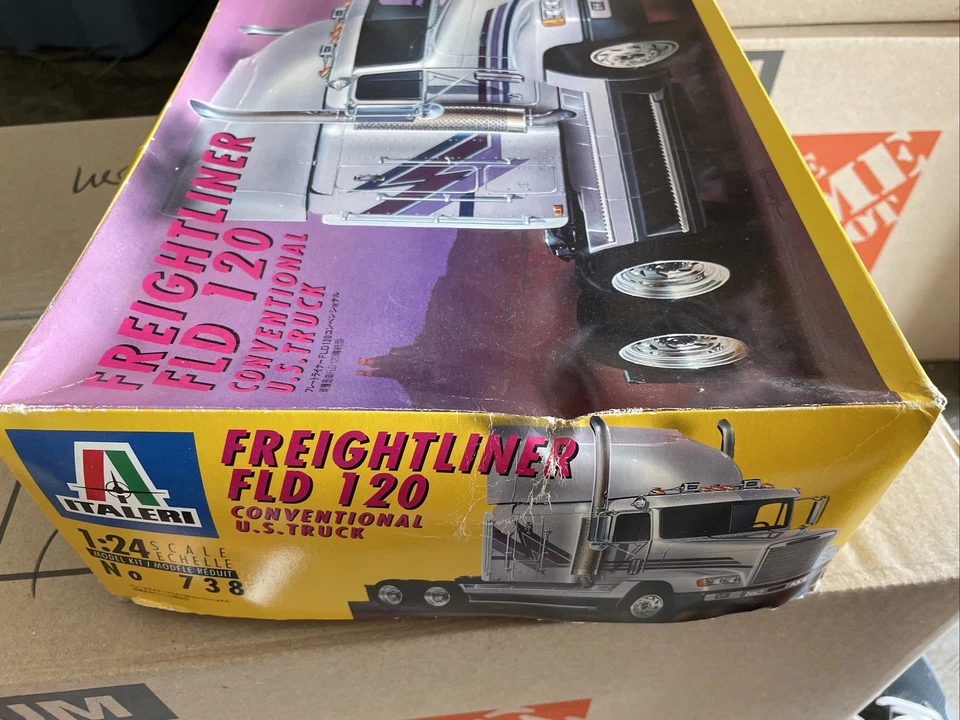 FREIGHTLINER
FLD 120
CONVENTIONAL
U.S.TRUCK
ITALERI
FREIGHTLINER
FLD 120
CONVENTIONAL
U.S.TRUCK
1:24 SCALE
ECHELLE
MODEL KIT / MODELE REDUIT
No 738